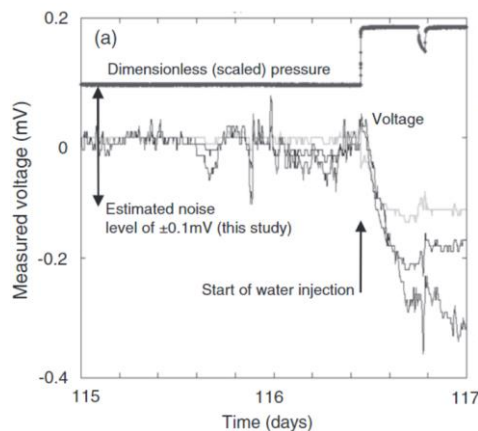 (a)
0.2
Dimensionless (scaled) pressure
Voltage
0
Estimated noise
level of ±0.1mV (this study)
-0.2
Start of water injection
-0.4
115
116
117
Time (days)
Measured voltage (mV)